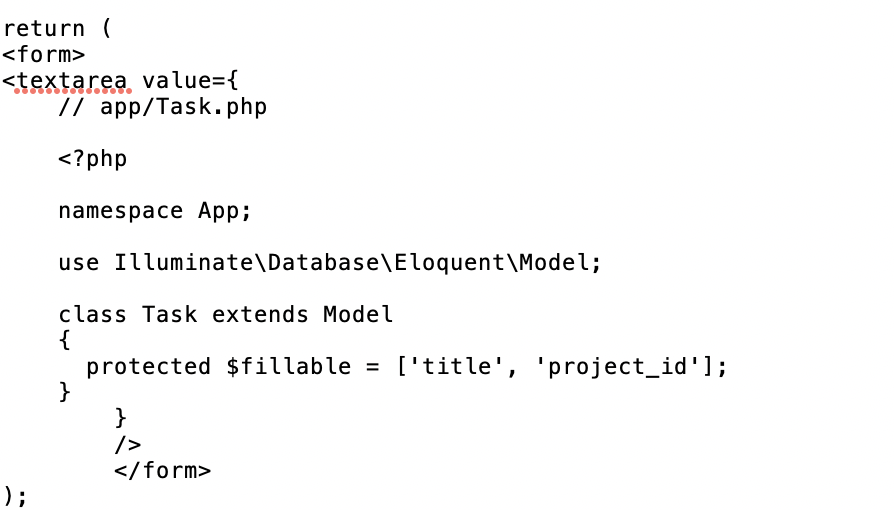 return (
<form>
<textarea value={
    // app/Task.php

    <?php

    namespace App;

    use Illuminate\Database\Eloquent\Model;

    class Task extends Model
    {
      protected $fillable = ['title', 'project_id'];
    }
        }
        />
        </form>
);